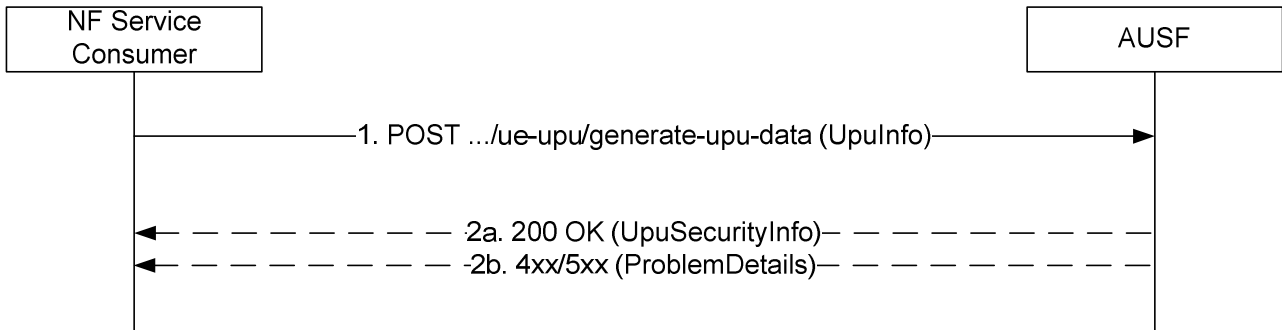 NF Service
Consumer
AUSF
1. POST .../ue-upu/generate-upu-data (UpuInfo)
2a. 200 OK (UpuSecurityInfo)
2b. 4xx/5xx (ProblemDetails)